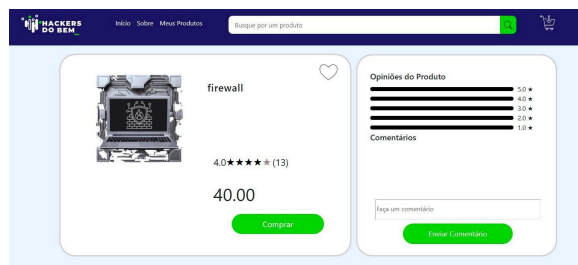 HACKERS
DO BEM_
Início Sobre Meus Produtos
Busque por um produto
firewall
4.0★★★★★(13)
40.00
Comprar
Opiniões do Produto
5.0 ★
4.0 ★
3.0 ★
2.0 ★
1.0 ★
Comentários
Faça um comentário
Enviar Comentário